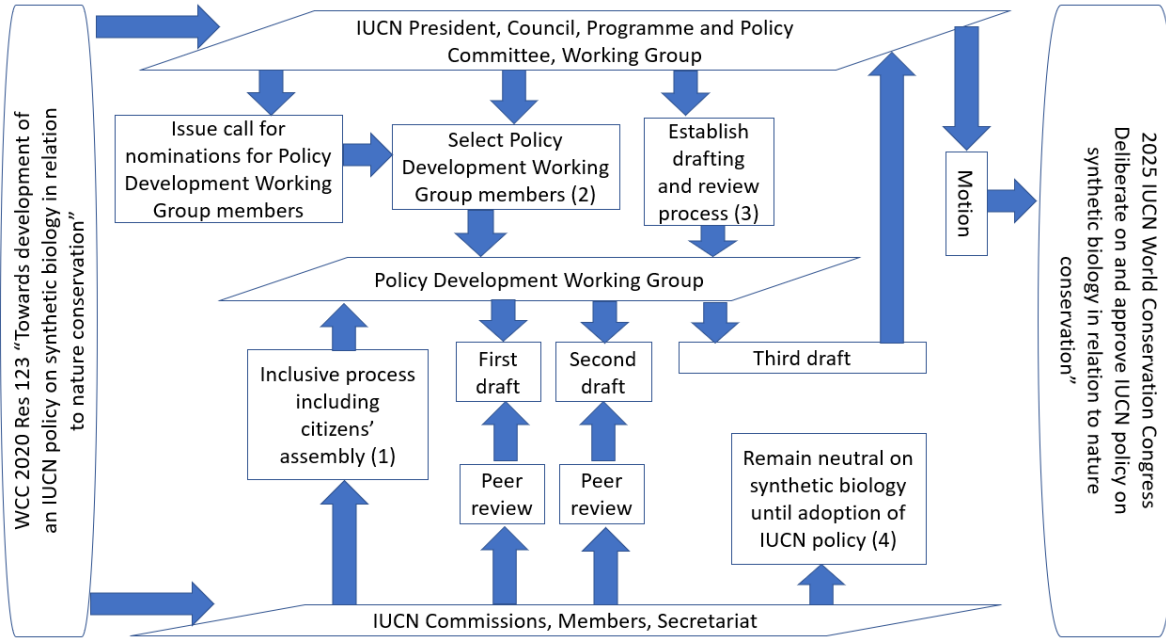 WCC 2020 Res 123 “Towards development of
an IUCN policy on synthetic biology in relation
to nature conservation”
IUCN President, Council, Programme and Policy
Committee, Working Group
Issue call for
nominations for Policy
Development Working
Group members
Select Policy
Development Working
Group members (2)
Establish
drafting
and review
process (3)
Motion
Policy Development Working Group
Inclusive process
including
citizens’
assembly (1)
First
draft
Second
draft
Third draft
Peer
review
Peer
review
Remain neutral on
synthetic biology
until adoption of
IUCN policy (4)
IUCN Commissions, Members, Secretariat
2025 IUCN World Conservation Congress
Deliberate on and approve IUCN policy on
synthetic biology in relation to nature
conservation”